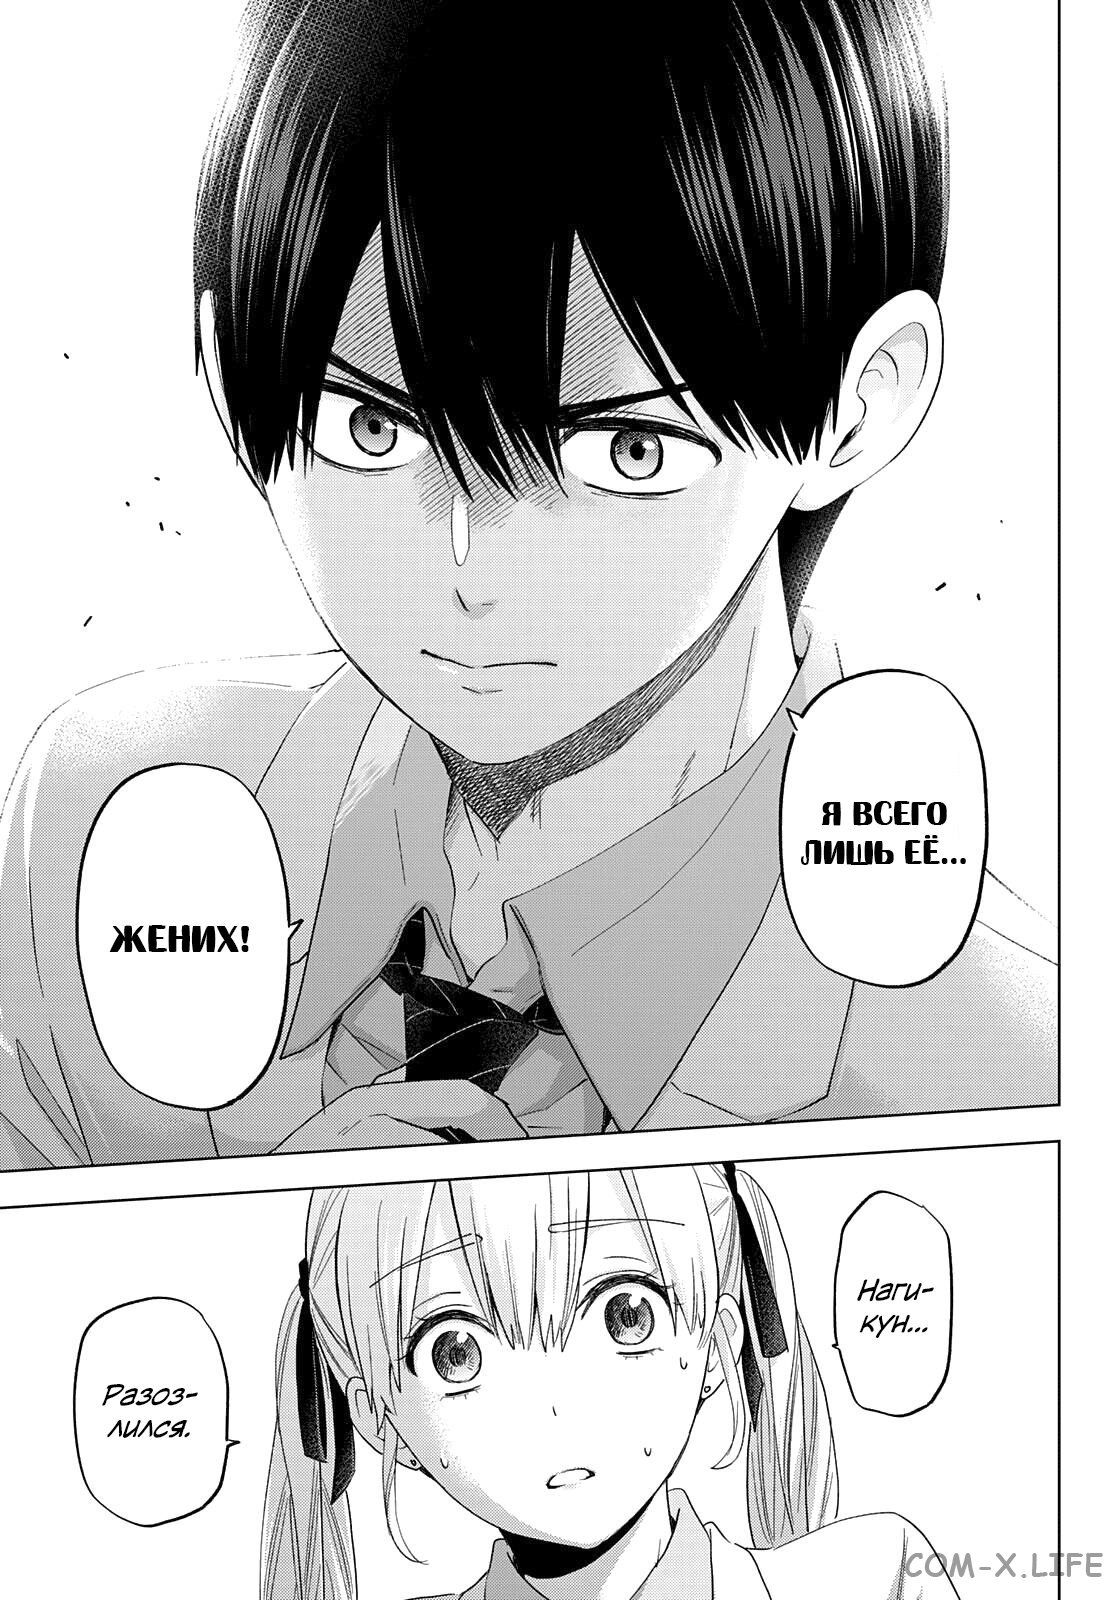 Я ВСЕГО
ЛИШЬ ЕЁ...
ЖЕНИХ!
Наги-
кун...
Разоз-
лился.
COM-X.LIFE